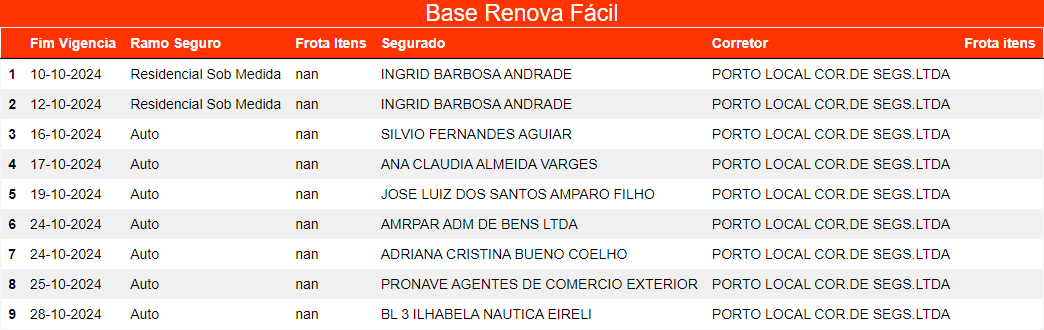 Base Renova Fácil
Fim Vigencia Ramo Seguro Frota Itens Segurado Corretor Frota itens
1 10-10-2024 Residencial Sob Medida nan INGRID BARBOSA ANDRADE PORTO LOCAL COR.DE SEGS.LTDA
2 12-10-2024 Residencial Sob Medida nan INGRID BARBOSA ANDRADE PORTO LOCAL COR.DE SEGS.LTDA
3 16-10-2024 Auto nan SILVIO FERNANDES AGUIAR PORTO LOCAL COR.DE SEGS.LTDA
4 17-10-2024 Auto nan ANA CLAUDIA ALMEIDA VARGES PORTO LOCAL COR.DE SEGS.LTDA
5 19-10-2024 Auto nan JOSE LUIZ DOS SANTOS AMPARO FILHO PORTO LOCAL COR.DE SEGS.LTDA
6 24-10-2024 Auto nan AMRPAR ADM DE BENS LTDA PORTO LOCAL COR.DE SEGS.LTDA
7 24-10-2024 Auto nan ADRIANA CRISTINA BUENO COELHO PORTO LOCAL COR.DE SEGS.LTDA
8 25-10-2024 Auto nan PRONAVE AGENTES DE COMERCIO EXTERIOR PORTO LOCAL COR.DE SEGS.LTDA
9 28-10-2024 Auto nan BL 3 ILHABELA NAUTICA EIRELI PORTO LOCAL COR.DE SEGS.LTDA